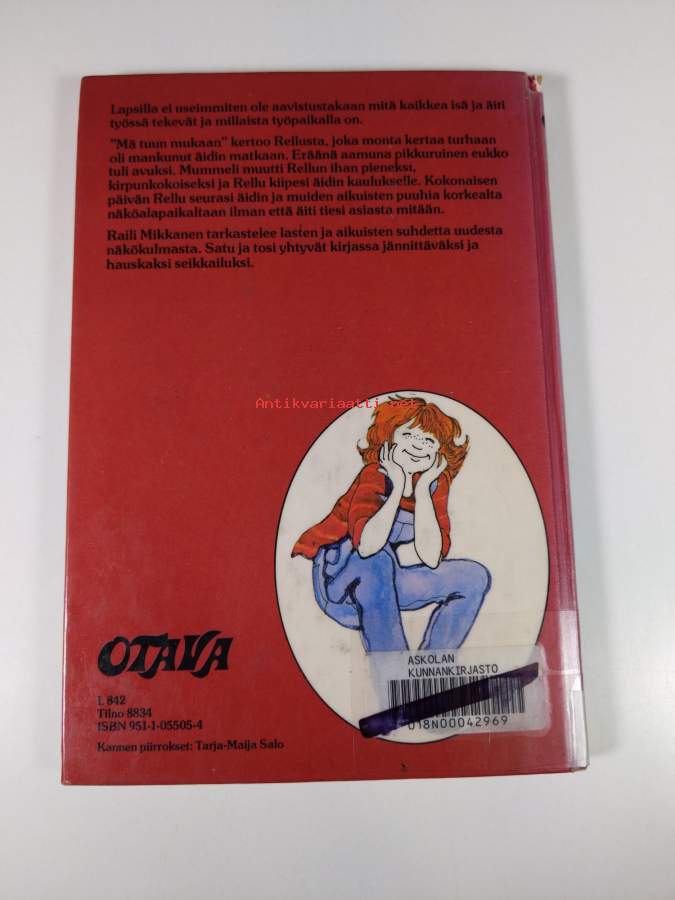 Lapsilla ei useimmiten ole aavistustakaan mitä kaikkea isä ja äiti
työssä tekevät ja millaista työpaikalla on.
"Mä tuun mukaan" kertoo Rellusta, joka monta kertaa turhaan
oli mankunut äidin matkaan. Eräänä aamuna pikkuruinen eukko
tuli avuksi. Mummeli muutti Rellun ihan pieneksi,
kirpunkokoiseksi ja Rellu kiipesi äidin kaulukselle. Kokonaisen
päivän Rellu seurasi äidin ja muiden aikuisten puuhia korkealta
näköalapaikaltaan ilman että äiti tiesi asiasta mitään.
Raili Mikkanen tarkastelee lasten ja aikuisten suhdetta uudesta
näkökulmasta. Satu ja tosi yhtyvät kirjassa jännittäväksi ja
hauskaksi seikkailuksi.
Antikvariaatti.net
OTAVA
L 842
Tilno 8834
ISBN 951-1-05505-4
Kannen piirrokset: Tarja-Maija Salo
ASKOLAN
KUNNANKIRJASTO
018N00042969